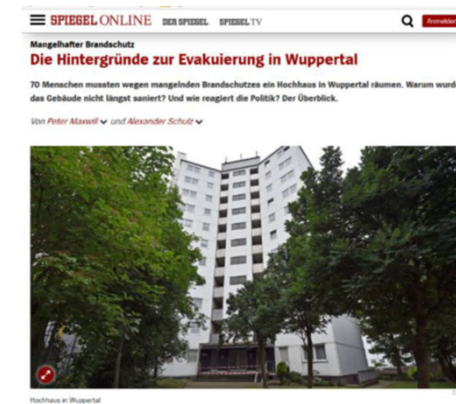 SPIEGEL ONLINE DER SPIEGEL SPIEGEL TV Anmelden
Mangelhafter Brandschutz
Die Hintergründe zur Evakuierung in Wuppertal
70 Menschen mussten wegen mangelnden Brandschutzes ein Hochhaus in Wuppertal räumen. Warum wurd
das Gebäude nicht längst saniert? Und wie reagiert die Politik? Der Überblick.
Von Peter Maxwill und Alexander Schulz
Hochhaus in Wuppertal